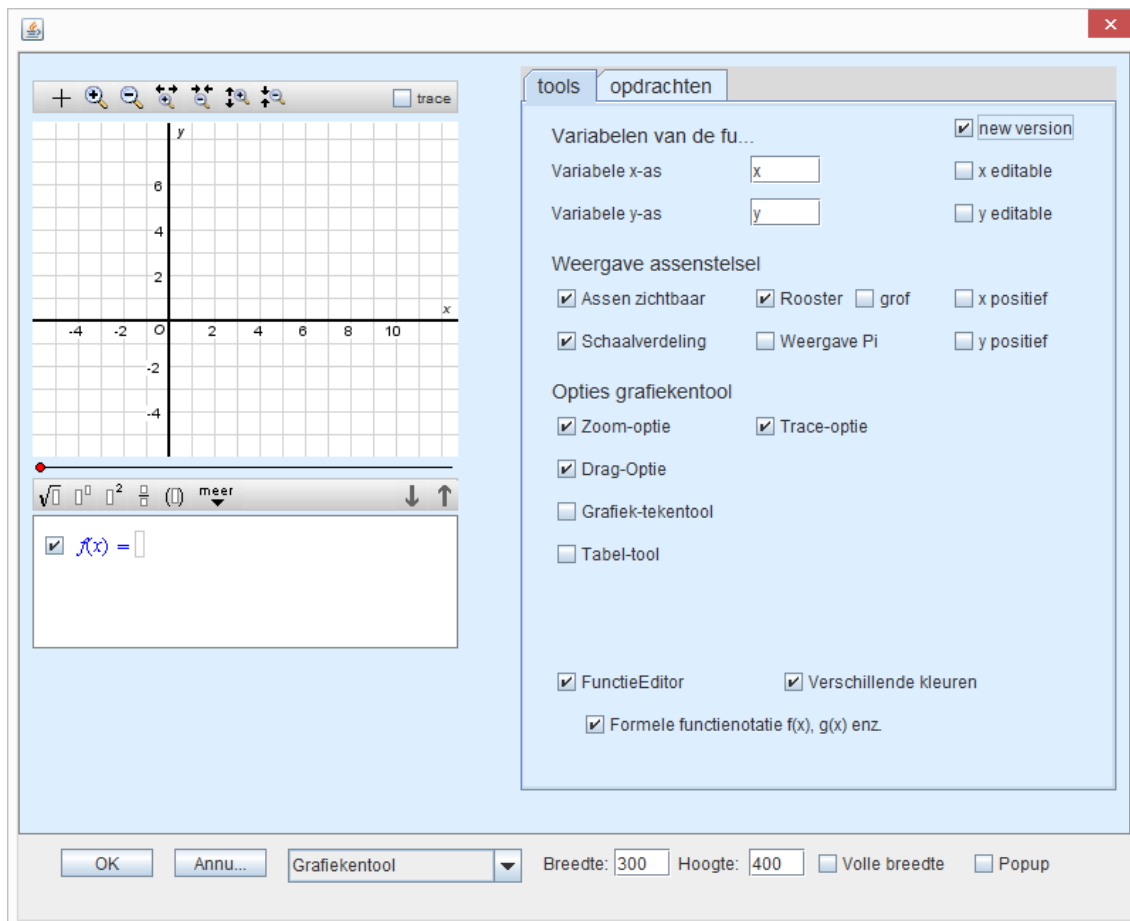 trace
y
6
4
2
x
-4 -2 O 2 4 6 8 10
-2
-4
meer
f(x) =
tools opdrachten
Variabelen van de fu...
new version
Variabele x-as x x editable
Variabele y-as y y editable
Weergave assenstelsel
Assen zichtbaar Rooster grof x positief
Schaalverdeling Weergave Pi y positief
Opties grafiekentool
Zoom-optie Trace-optie
Drag-Optie
Grafiek-tekentool
Tabel-tool
FunctieEditor Verschillende kleuren
Formele functienotatie f(x), g(x) enz.
OK Annu... Grafiekentool Breedte: 300 Hoogte: 400 Volle breedte Popup